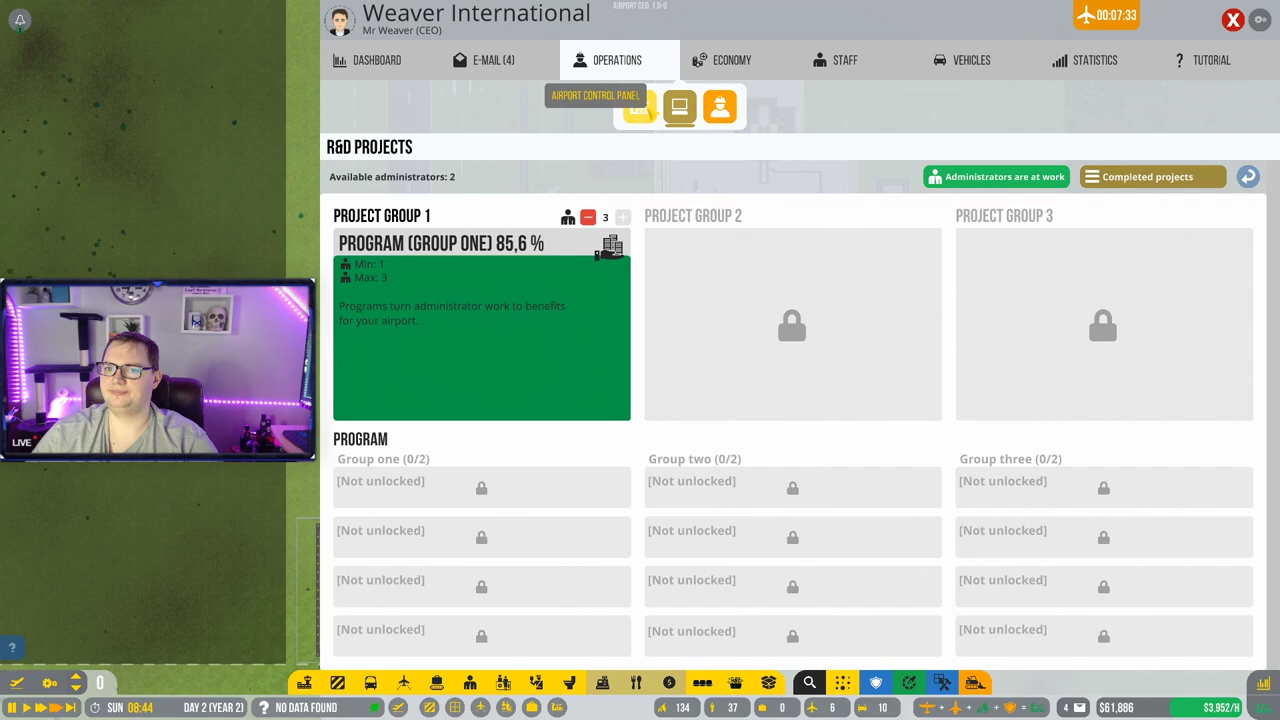 Weaver International
Mr Weaver (CEO)
AIRPORT CEO 1.0-0
00:07:33
X
DASHBOARD
E-MAIL (4)
OPERATIONS
ECONOMY
STAFF
VEHICLES
STATISTICS
? TUTORIAL
AIRPORT CONTROL PANEL
R&D PROJECTS
Available administrators: 2
Administrators are at work
Completed projects
PROJECT GROUP 1
3
PROJECT GROUP 2
PROJECT GROUP 3
PROGRAM (GROUP ONE) 85,6 %
Min: 1
Max: 3
Programs turn administrator work to benefits
for your airport.
LIVE
PROGRAM
Group one (0/2)
Group two (0/2)
Group three (0/2)
[Not unlocked]
[Not unlocked]
[Not unlocked]
[Not unlocked]
[Not unlocked]
[Not unlocked]
[Not unlocked]
[Not unlocked]
[Not unlocked]
[Not unlocked]
[Not unlocked]
[Not unlocked]
?
0
SUN 08:44
DAY 2 (YEAR 2)
? NO DATA FOUND
134
37
0
6
10
4
$61,886
$3,952/H